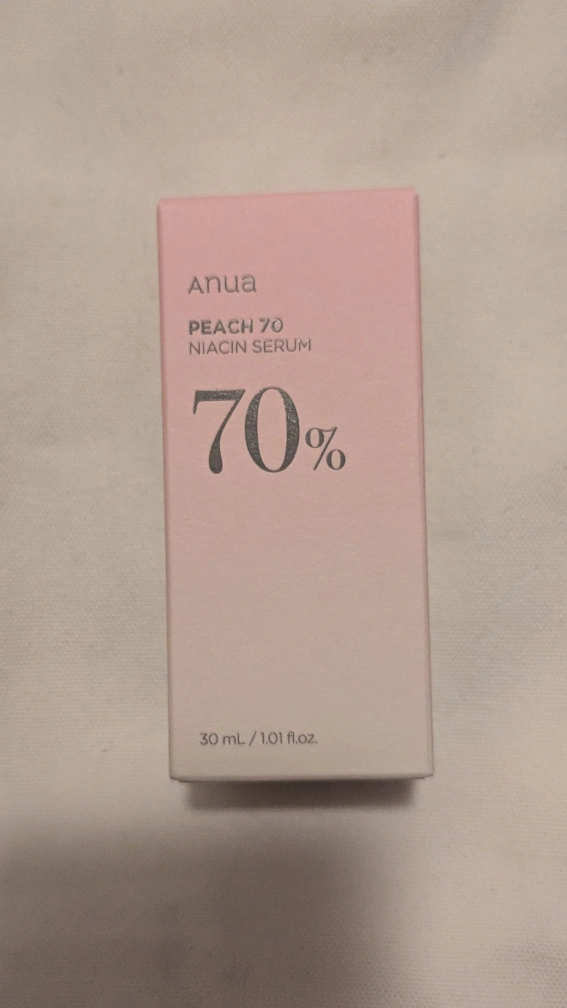 Anua
PEACH 70
NIACIN SERUM
70%
30 mL / 1.01 fl.oz.